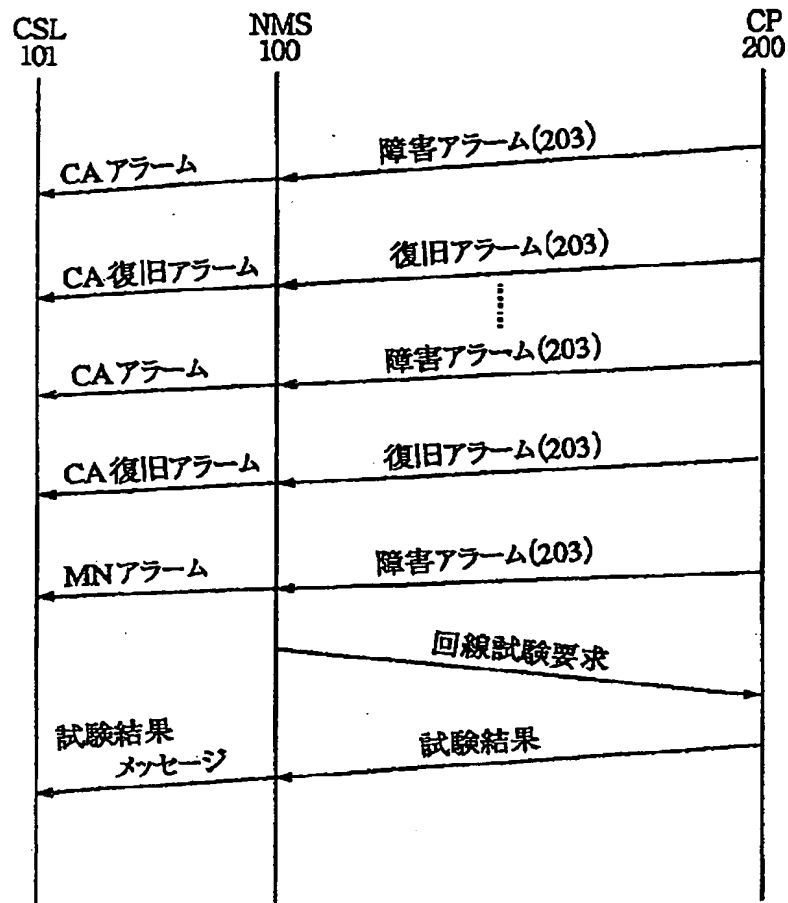 CSL
101
NMS
100
CP
200
障害アラーム(203)
CAアラーム
復旧アラーム(203)
CA復旧アラーム
障害アラーム(203)
CAアラーム
復旧アラーム(203)
CA復旧アラーム
障害アラーム(203)
MNアラーム
回線試験要求
試験結果
試験結果
メッセージ